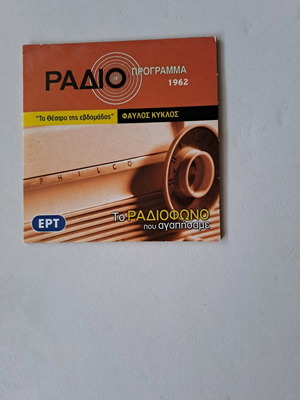 ΡΑΔΙΟ ΠΡΟΓΡΑΜΜΑ
1962
"Το Θέατρο της εβδομάδος" ΦΑΥΛΟΣ ΚΥΚΛΟΣ
PHILCO
ΕΡΤ
Το ΡΑΔΙΟΦΩΝΟ
που αγαπήσαμε